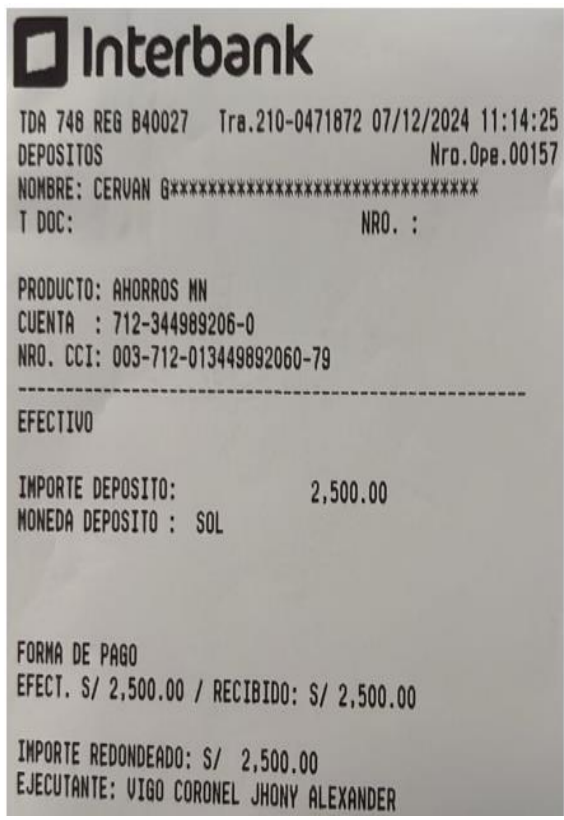 Interbank
TDA 748 REG B40027 Tra.210-0471872 07/12/2024 11:14:25
DEPOSITOS Nro.Ope.00157
NOMBRE: CERVAN G*********************************
T DOC: NRO. :
PRODUCTO: AHORROS MN
CUENTA : 712-344989206-0
NRO. CCI: 003-712-013449892060-79
------------------------------------------------------
EFECTIVO
IMPORTE DEPOSITO: 2,500.00
MONEDA DEPOSITO : SOL
FORMA DE PAGO
EFECT. S/ 2,500.00 / RECIBIDO: S/ 2,500.00
IMPORTE REDONDEADO: S/ 2,500.00
EJECUTANTE: VIGO CORONEL JHONY ALEXANDER